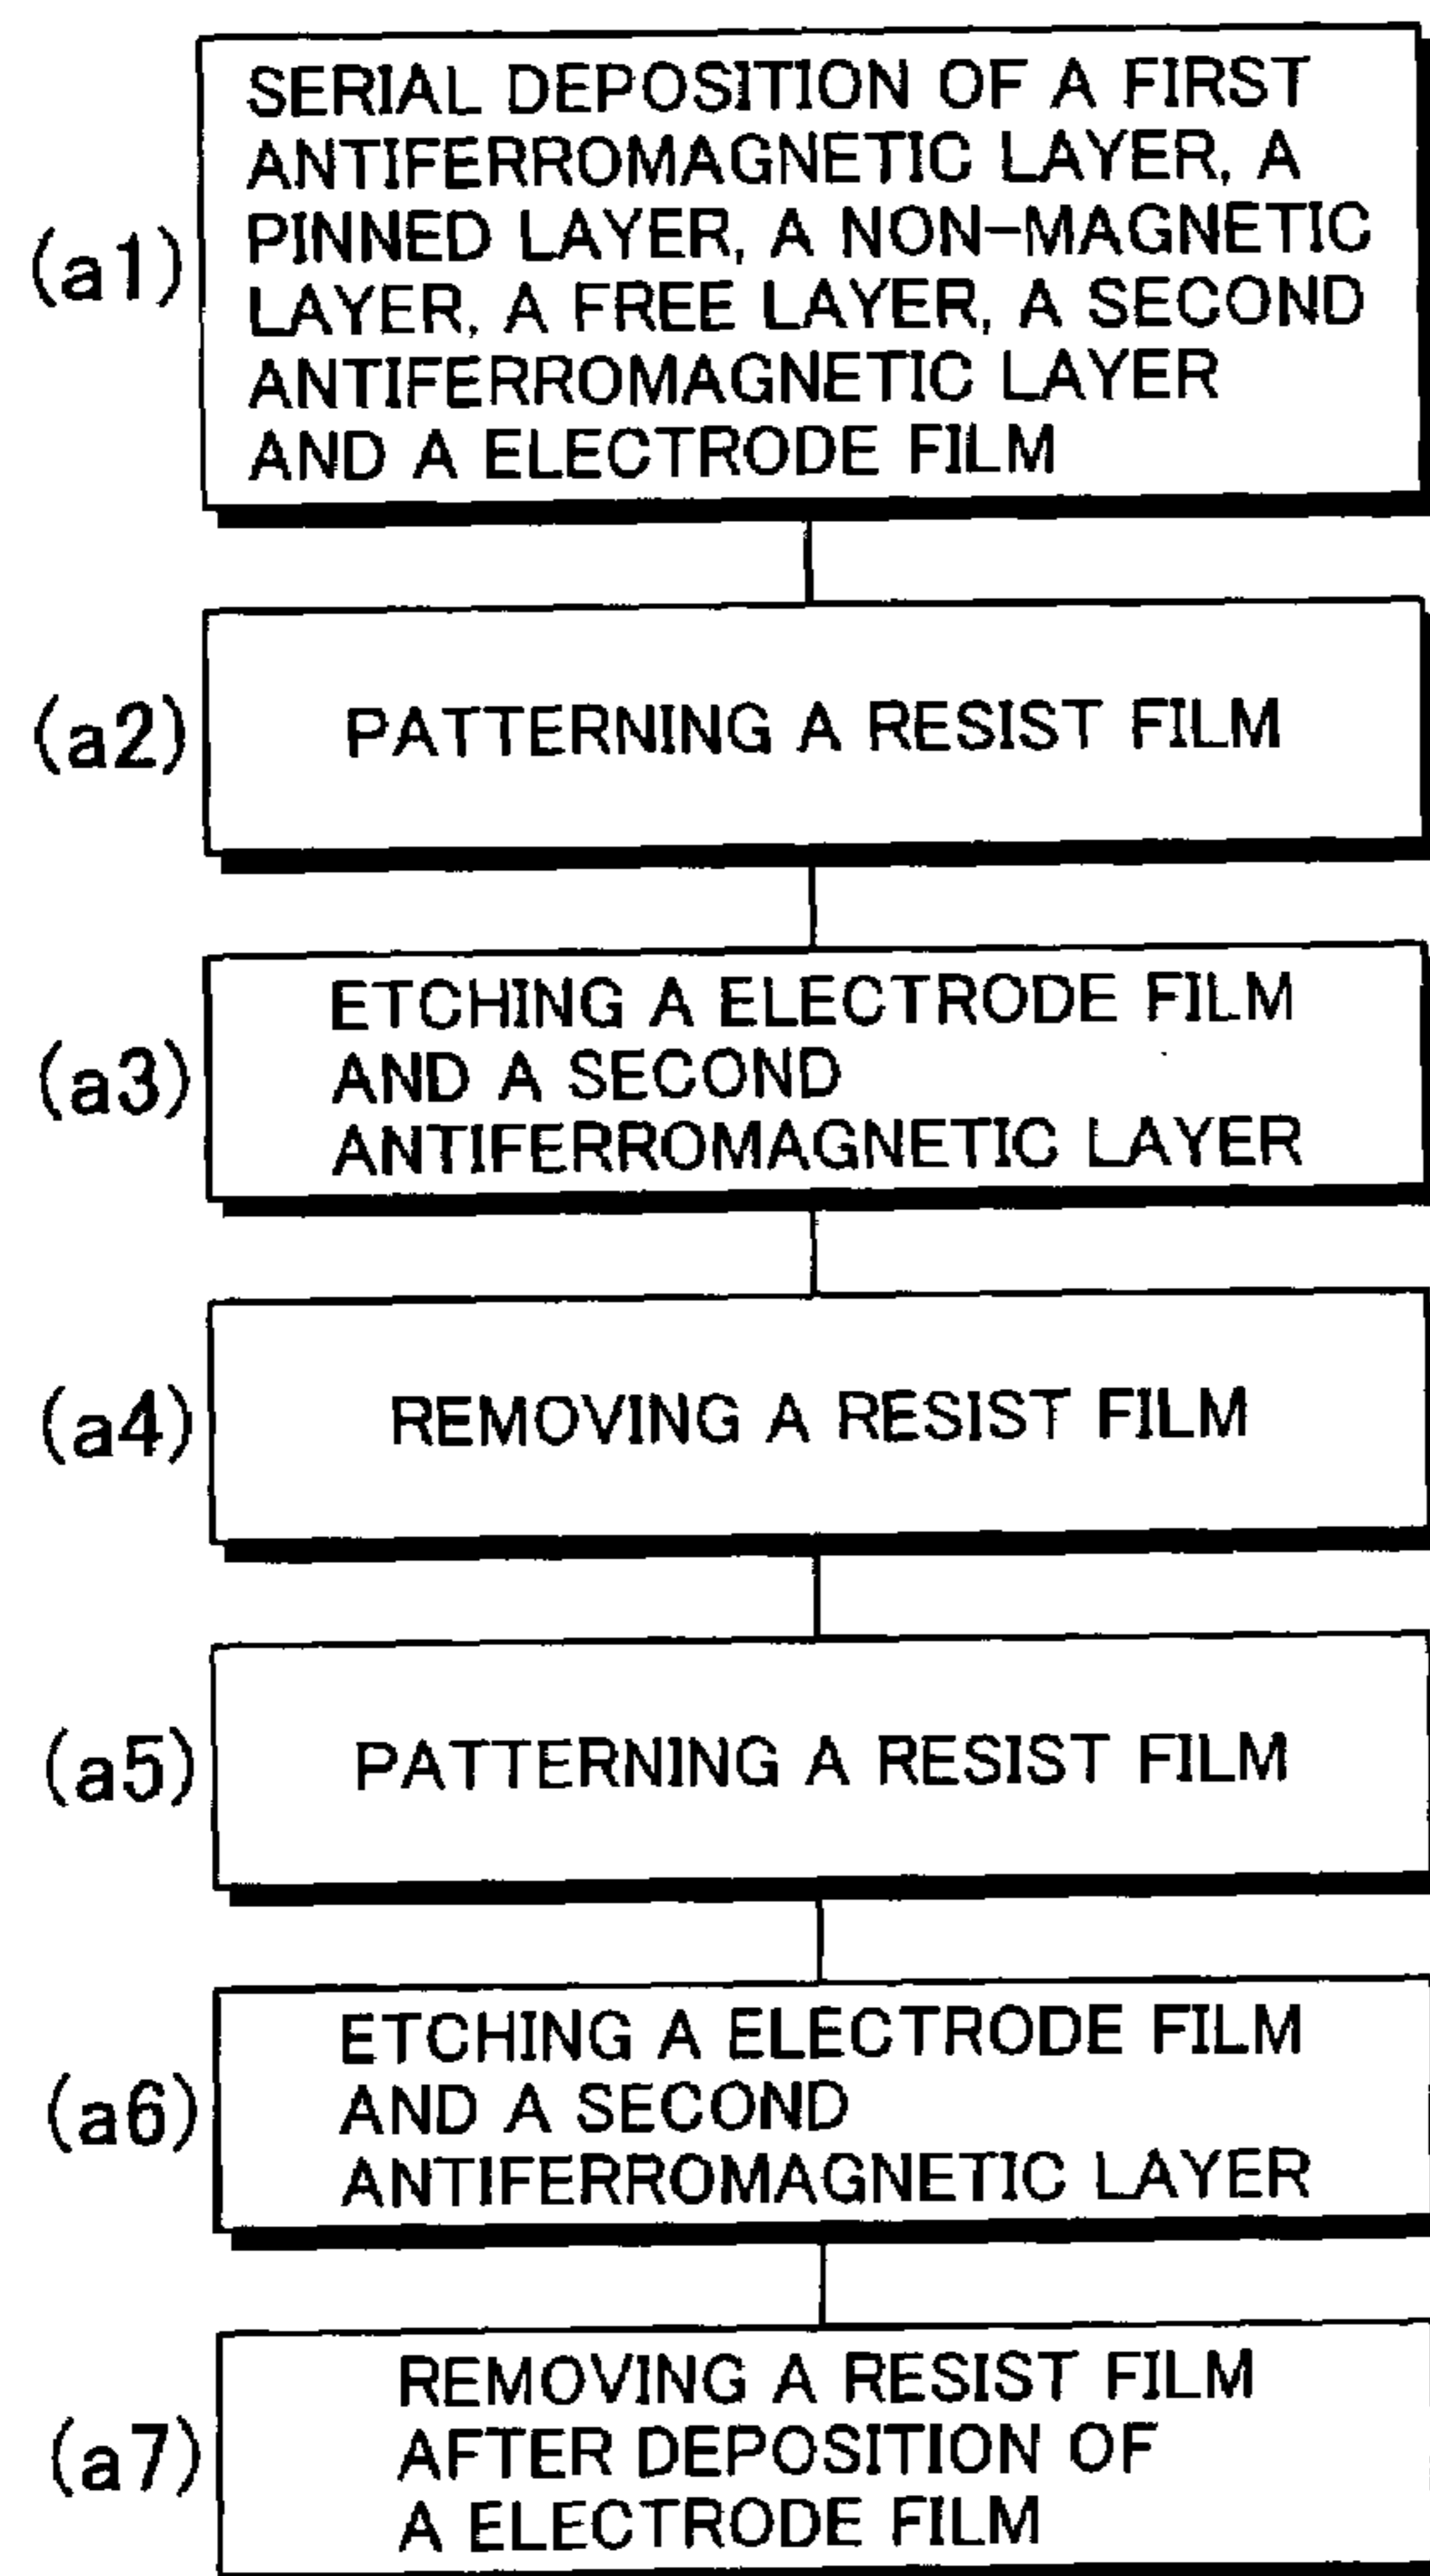 (a1)
SERIAL DEPOSITION OF A FIRST
ANTIFERROMAGNETIC LAYER, A
PINNED LAYER, A NON-MAGNETIC
LAYER, A FREE LAYER, A SECOND
ANTIFERROMAGNETIC LAYER
AND A ELECTRODE FILM
(a2)
PATTERNING A RESIST FILM
(a3)
ETCHING A ELECTRODE FILM
AND A SECOND
ANTIFERROMAGNETIC LAYER
(a4)
REMOVING A RESIST FILM
(a5)
PATTERNING A RESIST FILM
(a6)
ETCHING A ELECTRODE FILM
AND A SECOND
ANTIFERROMAGNETIC LAYER
(a7)
REMOVING A RESIST FILM
AFTER DEPOSITION OF
A ELECTRODE FILM